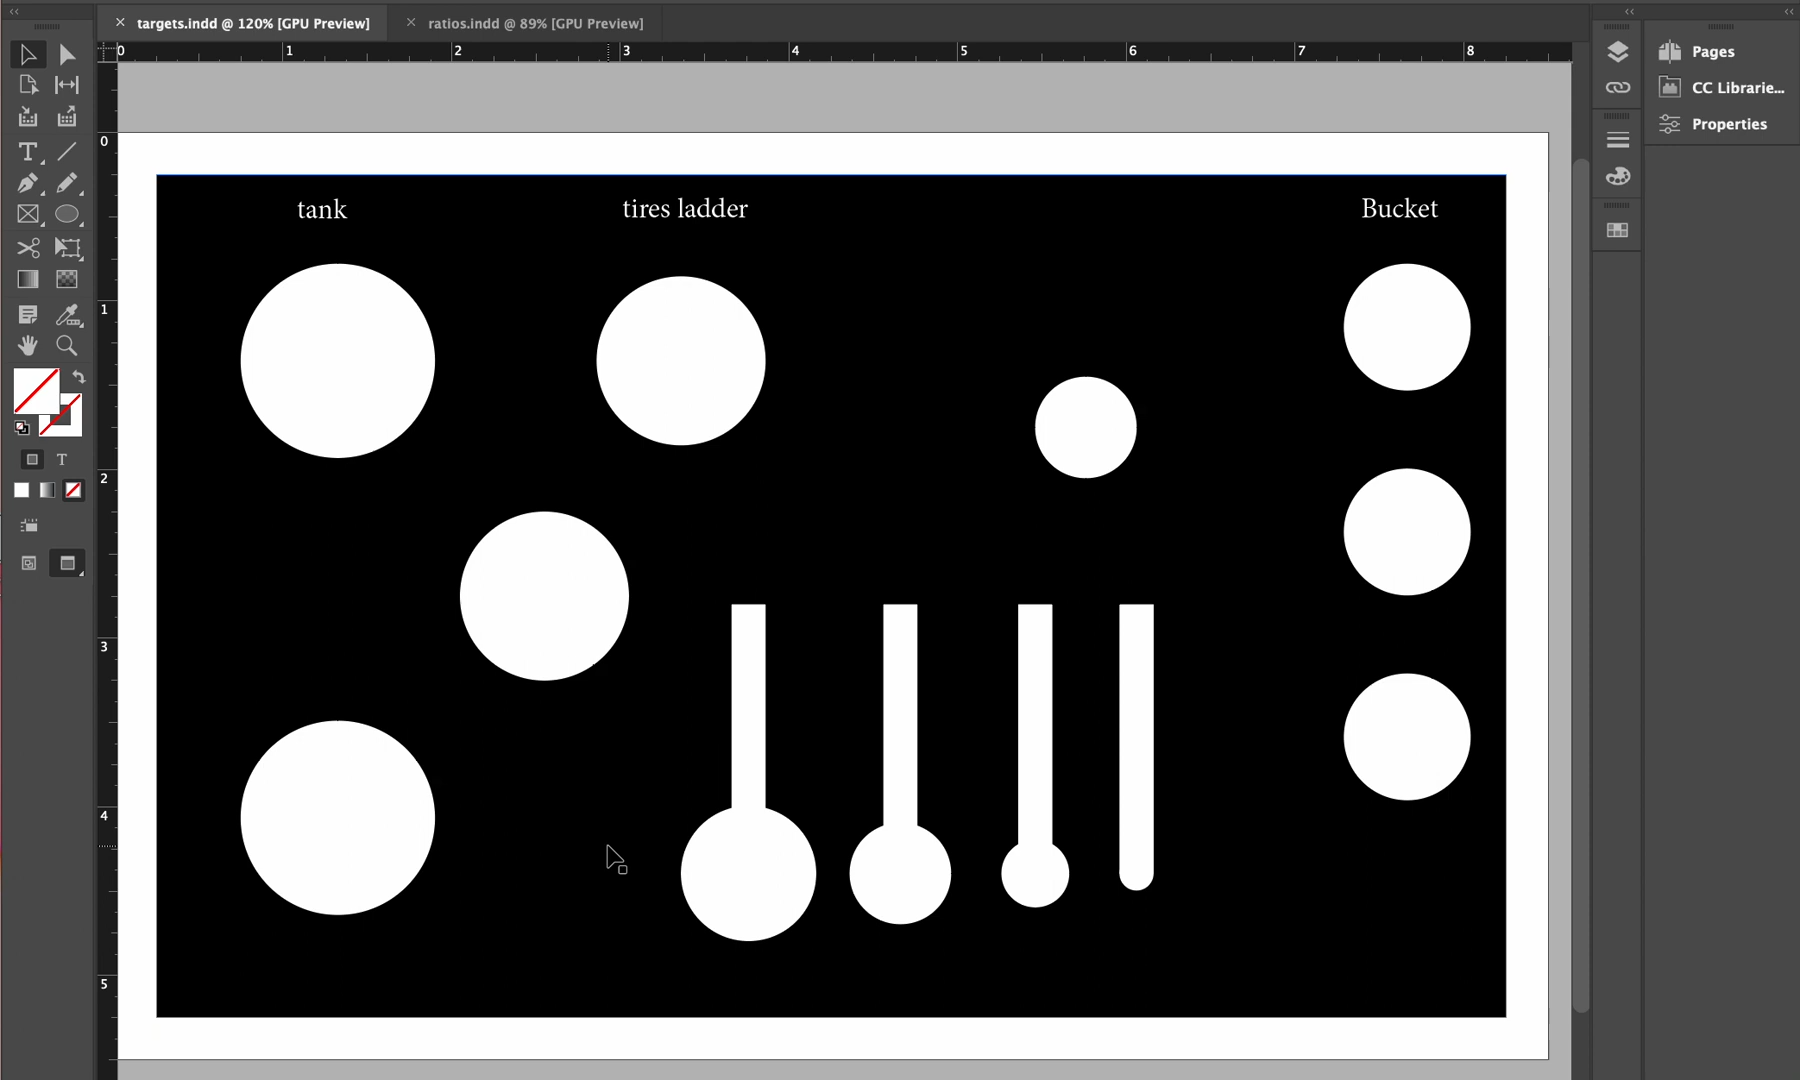 targets.indd @ 120% [GPU Preview]
ratios.indd @ 89% [GPU Preview]
0 1 2 3 4 5 6 7 8
Pages
CC Librarie...
Properties
0
1
2
3
4
5
tank
tires ladder
Bucket
T
T